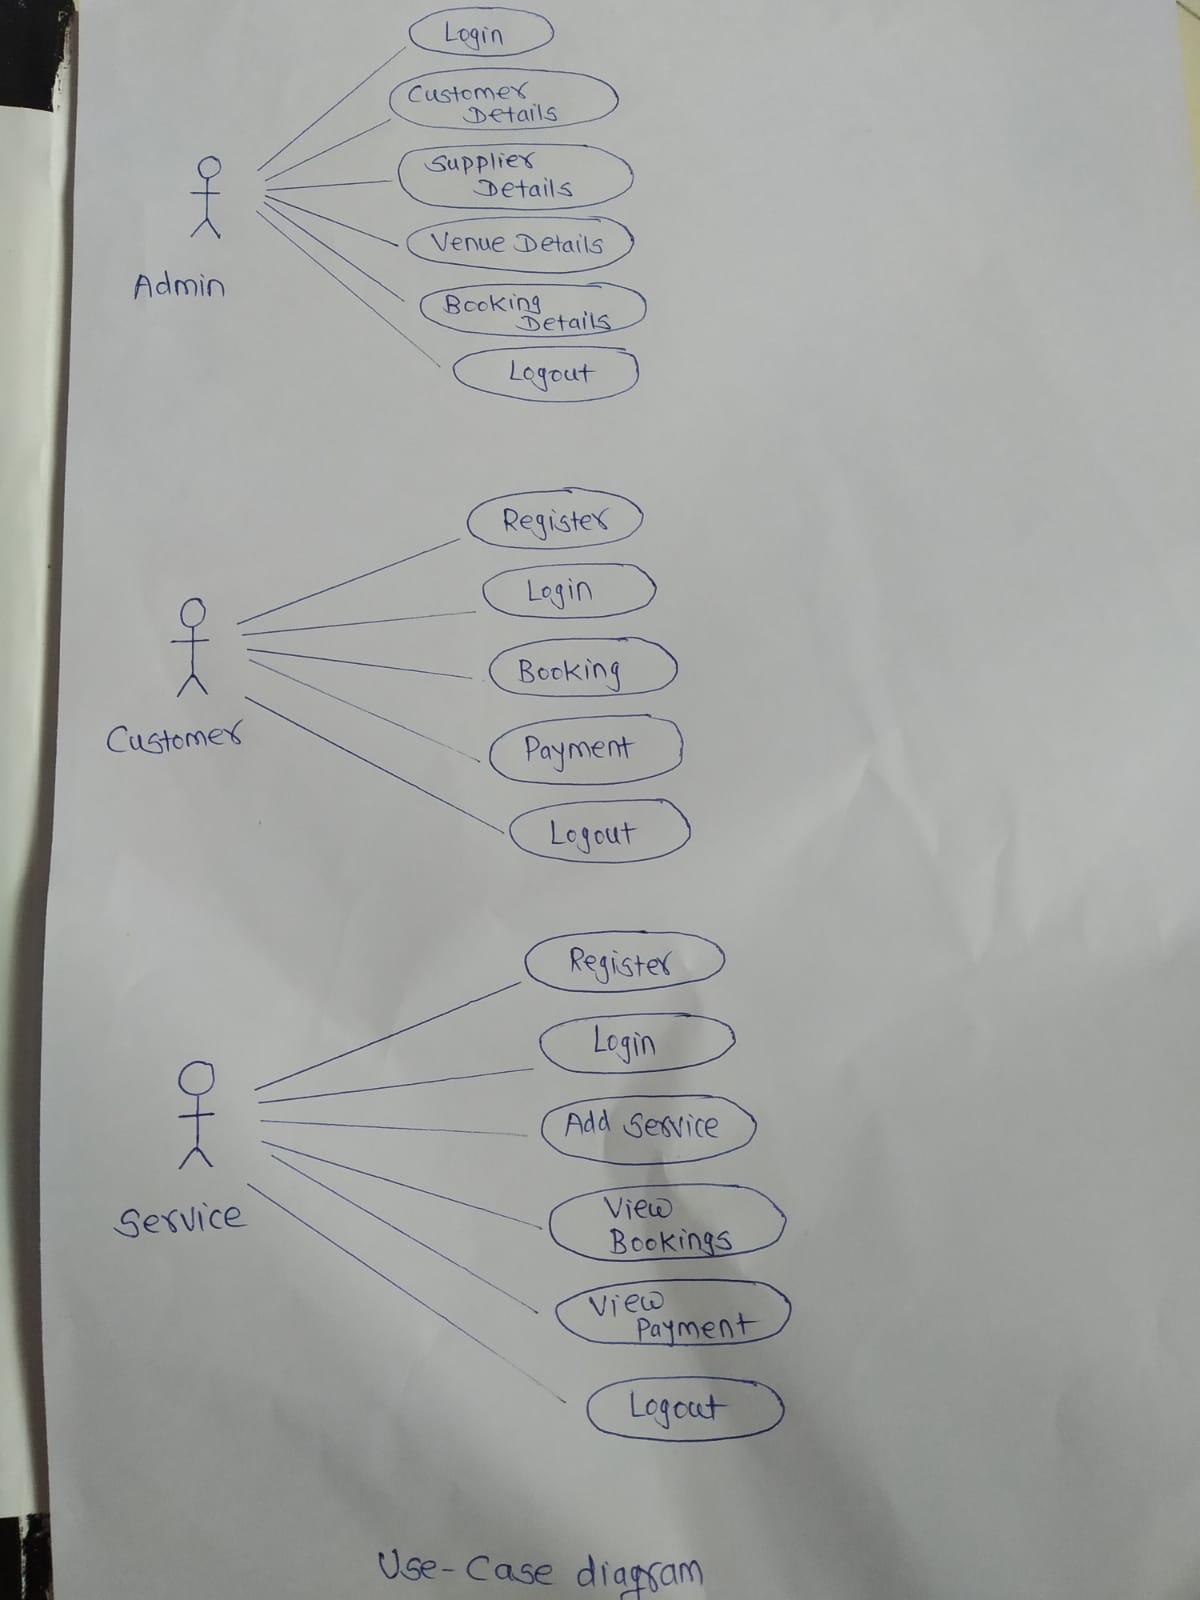 Login
Customer
Details
Supplier
Details
Venue Details
Admin
Booking
Details
Logout
Register
Login
Booking
Customer
Payment
Logout
Register
Login
Add Service
Service
View
Bookings
View
Payment
Logout
Use-Case diagram